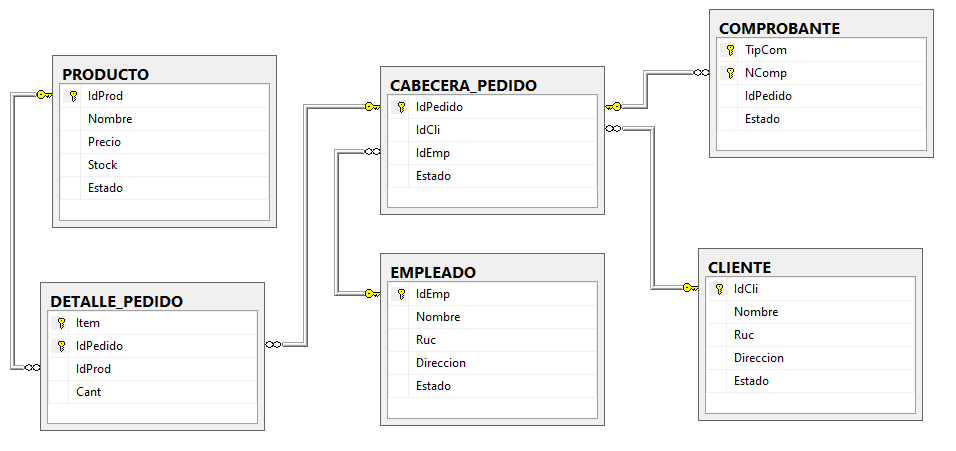 PRODUCTO
IdProd
Nombre
Precio
Stock
Estado
CABECERA_PEDIDO
IdPedido
IdCli
IdEmp
Estado
COMPROBANTE
TipCom
NComp
IdPedido
Estado
DETALLE_PEDIDO
Item
IdPedido
IdProd
Cant
EMPLEADO
IdEmp
Nombre
Ruc
Direccion
Estado
CLIENTE
IdCli
Nombre
Ruc
Direccion
Estado